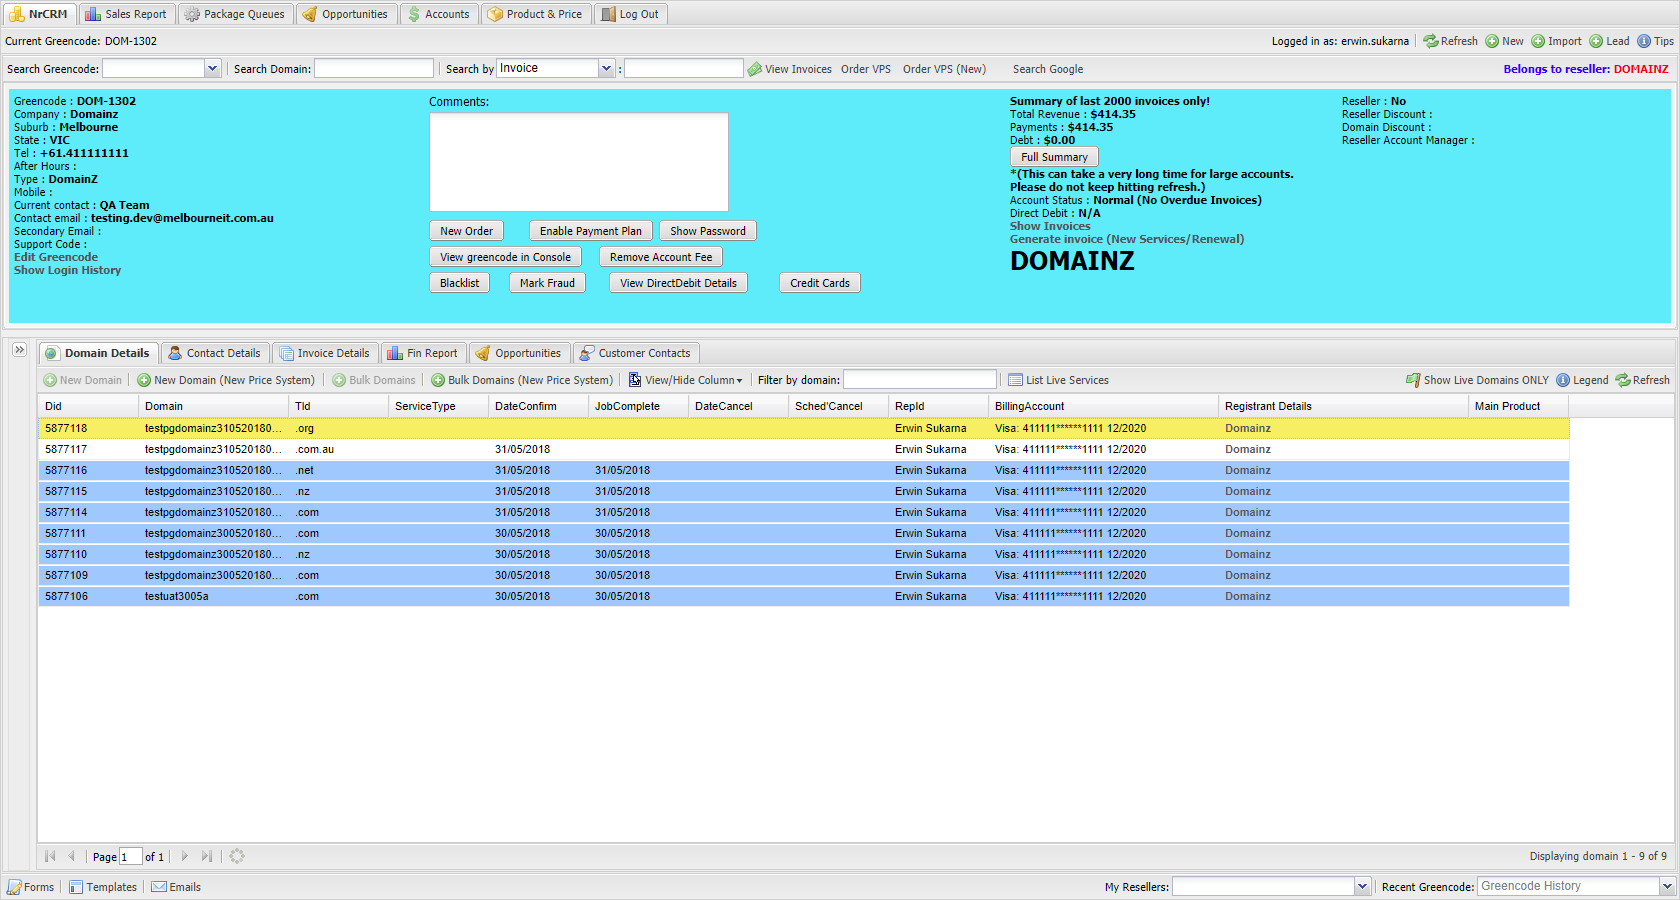 NrCRM Sales Report Package Queues Opportunities Accounts Product & Price Log Out
Current Greencode: DOM-1302 Logged in as: erwin.sukarna Refresh New Import Lead Tips
Search Greencode: Search Domain: Search by Invoice : View Invoices Order VPS Order VPS (New) Search Google Belongs to reseller: DOMAINZ
Greencode : DOM-1302
Company : Domainz
Suburb : Melbourne
State : VIC
Tel : +61.411111111
After Hours :
Type : DomainZ
Mobile :
Current contact : QA Team
Contact email : testing.dev@melbourneit.com.au
Secondary Email :
Support Code :
Edit Greencode
Show Login History
Comments:
New Order Enable Payment Plan Show Password
View greencode in Console Remove Account Fee
Blacklist Mark Fraud View DirectDebit Details Credit Cards
Summary of last 2000 invoices only!
Total Revenue : $414.35
Payments : $414.35
Debt : $0.00
Full Summary
*(This can take a very long time for large accounts.
Please do not keep hitting refresh.)
Account Status : Normal (No Overdue Invoices)
Direct Debit : N/A
Show Invoices
Generate invoice (New Services/Renewal)
DOMAINZ
Reseller : No
Reseller Discount :
Domain Discount :
Reseller Account Manager :
Domain Details Contact Details Invoice Details Fin Report Opportunities Customer Contacts
New Domain New Domain (New Price System) Bulk Domains Bulk Domains (New Price System) View/Hide Column Filter by domain: List Live Services Show Live Domains ONLY Legend Refresh
Did Domain Tld ServiceType DateConfirm JobComplete DateCancel Sched'Cancel RepId BillingAccount Registrant Details Main Product
5877118 testpgdomainz310520180... .org Erwin Sukarna Visa: 411111******1111 12/2020 Domainz
5877117 testpgdomainz310520180... .com.au 31/05/2018 Erwin Sukarna Visa: 411111******1111 12/2020 Domainz
5877116 testpgdomainz310520180... .net 31/05/2018 31/05/2018 Erwin Sukarna Visa: 411111******1111 12/2020 Domainz
5877115 testpgdomainz310520180... .nz 31/05/2018 31/05/2018 Erwin Sukarna Visa: 411111******1111 12/2020 Domainz
5877114 testpgdomainz310520180... .com 31/05/2018 31/05/2018 Erwin Sukarna Visa: 411111******1111 12/2020 Domainz
5877111 testpgdomainz300520180... .com 30/05/2018 30/05/2018 Erwin Sukarna Visa: 411111******1111 12/2020 Domainz
5877110 testpgdomainz300520180... .nz 30/05/2018 30/05/2018 Erwin Sukarna Visa: 411111******1111 12/2020 Domainz
5877109 testpgdomainz300520180... .com 30/05/2018 30/05/2018 Erwin Sukarna Visa: 411111******1111 12/2020 Domainz
5877106 testuat3005a .com 30/05/2018 30/05/2018 Erwin Sukarna Visa: 411111******1111 12/2020 Domainz
Page 1 of 1 Displaying domain 1 - 9 of 9
Forms Templates Emails My Resellers: Recent Greencode: Greencode History